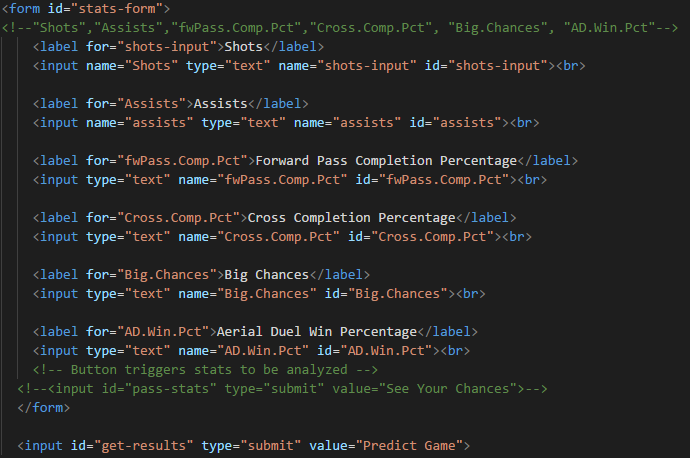 <form id="stats-form">
<!--"Shots","Assists","fwPass.Comp.Pct","Cross.Comp.Pct", "Big.Chances", "AD.Win.Pct"-->
<label for="shots-input">Shots</label>
<input name="Shots" type="text" name="shots-input" id="shots-input"><br>
<label for="Assists">Assists</label>
<input name="assists" type="text" name="assists" id="assists"><br>
<label for="fwPass.Comp.Pct">Forward Pass Completion Percentage</label>
<input type="text" name="fwPass.Comp.Pct" id="fwPass.Comp.Pct"><br>
<label for="Cross.Comp.Pct">Cross Completion Percentage</label>
<input type="text" name="Cross.Comp.Pct" id="Cross.Comp.Pct"><br>
<label for="Big.Chances">Big Chances</label>
<input type="text" name="Big.Chances" id="Big.Chances"><br>
<label for="AD.Win.Pct">Aerial Duel Win Percentage</label>
<input type="text" name="AD.Win.Pct" id="AD.Win.Pct"><br>
<!-- Button triggers stats to be analyzed -->
<!--<input id="pass-stats" type="submit" value="See Your Chances">-->
</form>
<input id="get-results" type="submit" value="Predict Game">